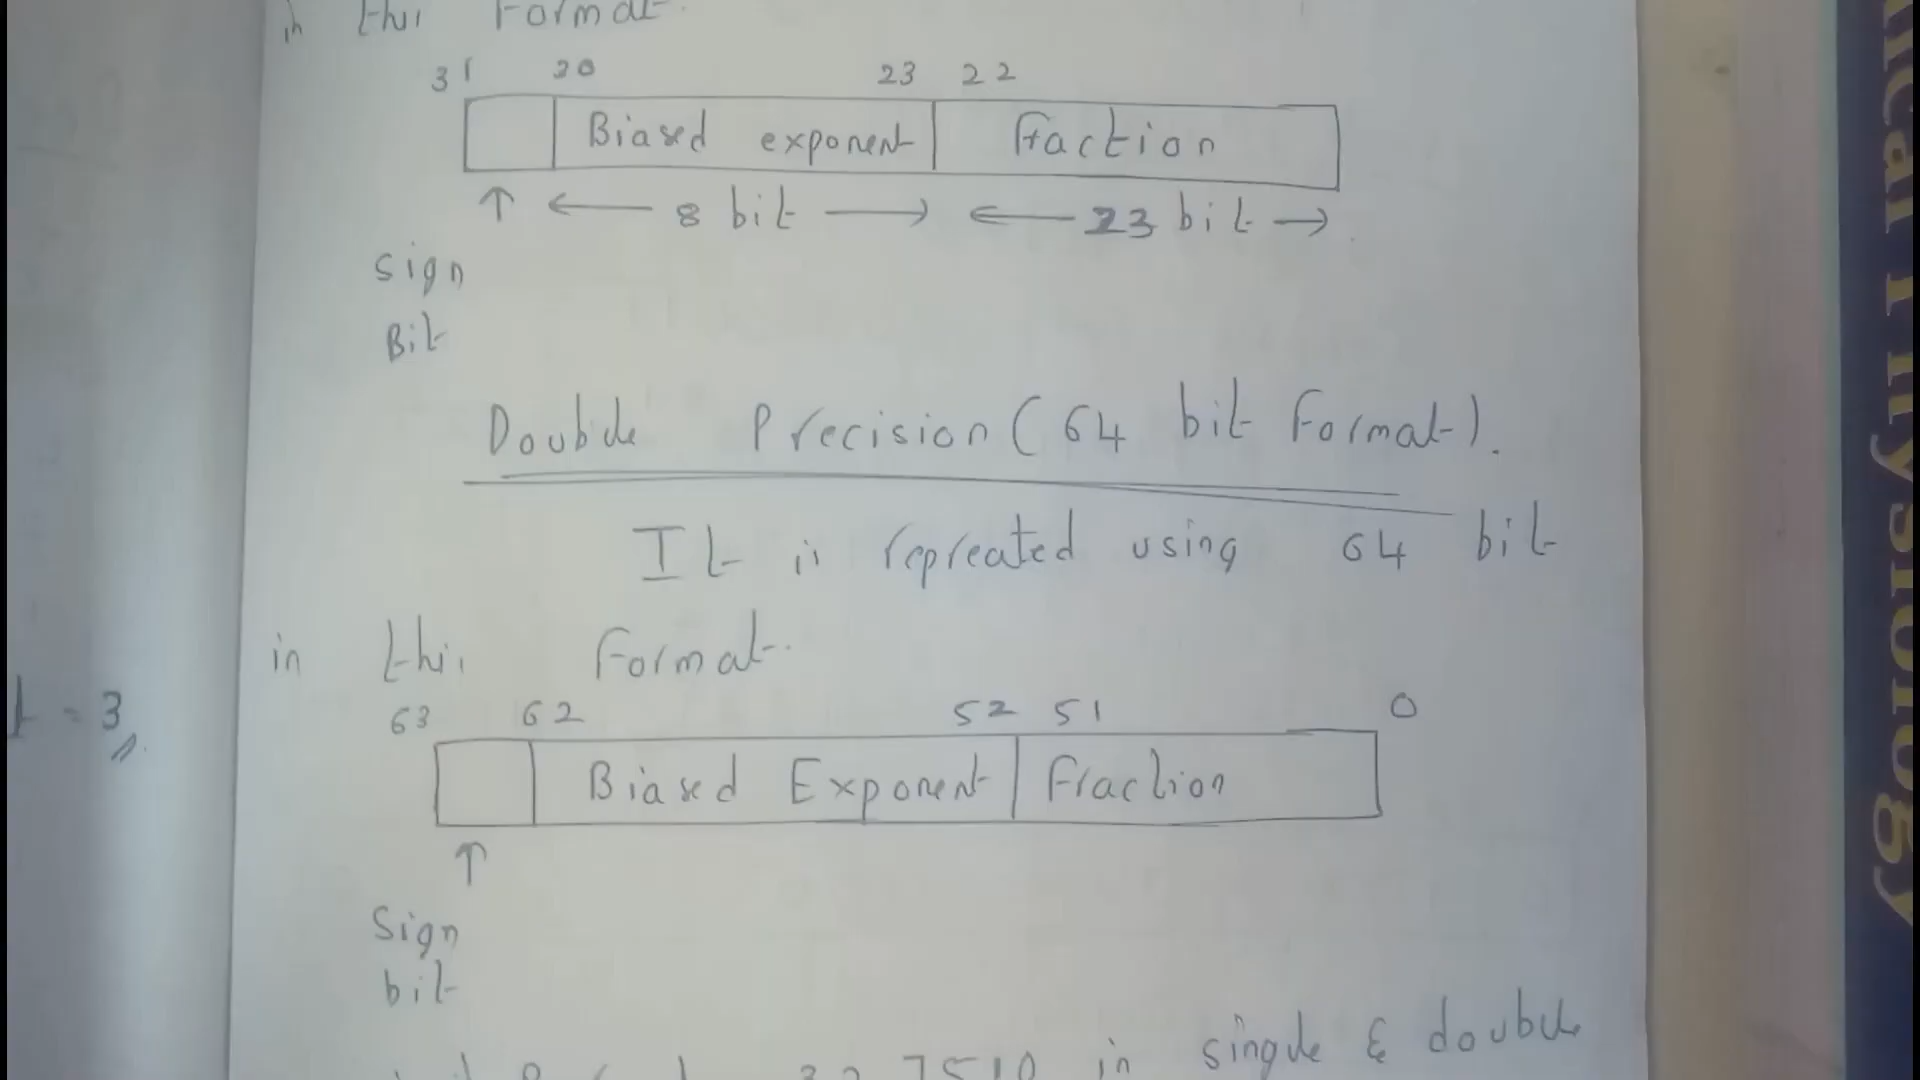 in this Format.
31 30 23 22
Biased exponent Fraction
8 bit 23 bit
sign
Bit
Double Precision (64 bit Format).
It is repreated using 64 bit
in this Format.
63 62 52 51 0
Biased Exponent Fraction
Sign
bit
in single & double